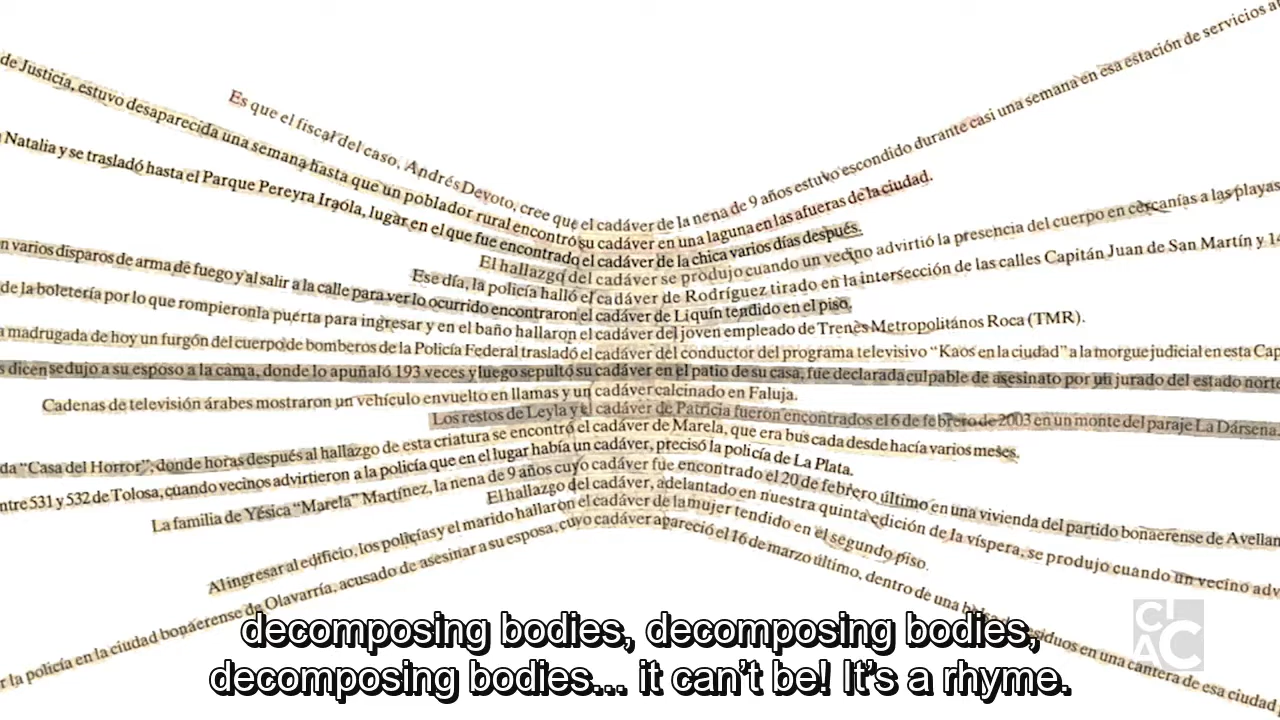 Es que el fiscal del caso, Andrés Devoto, cree que el cadáver de la nena de 9 años estuvo escondido durante casi una semana en esa estación de servicios
de Justicia, estuvo desaparecida una semana hasta que un poblador rural encontró su cadáver en una laguna en las afueras de la ciudad.
Natalia y se trasladó hasta el Parque Pereyra Iraola, lugar en el que fue encontrado el cadáver de la chica varios días después.
El hallazgo del cadáver se produjo cuando un vecino advirtió la presencia del cuerpo en cercanías a las playas
Ese día, la policía halló el cadáver de Rodríguez tirado en la intersección de las calles Capitán Juan de San Martín y
n varios disparos de arma de fuego y al salir a la calle para ver lo ocurrido encontraron el cadáver de Liquín tendido en el piso.
de la boletería por lo que rompieron la puerta para ingresar y en el baño hallaron el cadáver del joven empleado de Trenes Metropolitános Roca (TMR).
a madrugada de hoy un furgón del cuerpo de bomberos de la Policía Federal trasladó el cadáver del conductor del programa televisivo “Kaos en la ciudad” a la morgue judicial en esta Cap
s dicen sedujo a su esposo a la cama, donde lo apuñaló 193 veces y luego sepultó su cadáver en el patio de su casa, fue declarada culpable de asesinato por un jurado del estado norte
Cadenas de televisión árabes mostraron un vehículo envuelto en llamas y un cadáver calcinado en Faluja.
Los restos de Leyla y el cadáver de Patricia fueron encontrados el 6 de febrero de 2003 en un monte del paraje La Dársena.
da “Casa del Horror”, donde horas después al hallazgo de esta criatura se encontró el cadáver de Marela, que era buscada desde hacía varios meses.
ntre 531 y 532 de Tolosa, cuando vecinos advirtieron a la policía que en el lugar había un cadáver, precisó la policía de La Plata.
La familia de Yésica “Marela” Martínez, la nena de 9 años cuyo cadáver fue encontrado el 20 de febrero último en una vivienda del partido bonaerense de Avellan
El hallazgo del cadáver, adelantado en nuestra quinta edición de la víspera, se produjo cuando un vecino adv
Al ingresar al edificio, los policías y el marido hallaron el cadáver de la mujer tendido en el segundo piso.
r la policía en la ciudad bonaerense de Olavarría, acusado de asesinar a su esposa, cuyo cadáver apareció el 16 de marzo último, dentro de una en una cantera de esa ciudad
decomposing bodies, decomposing bodies,
decomposing bodies... it can't be! It's a rhyme.
CIAC